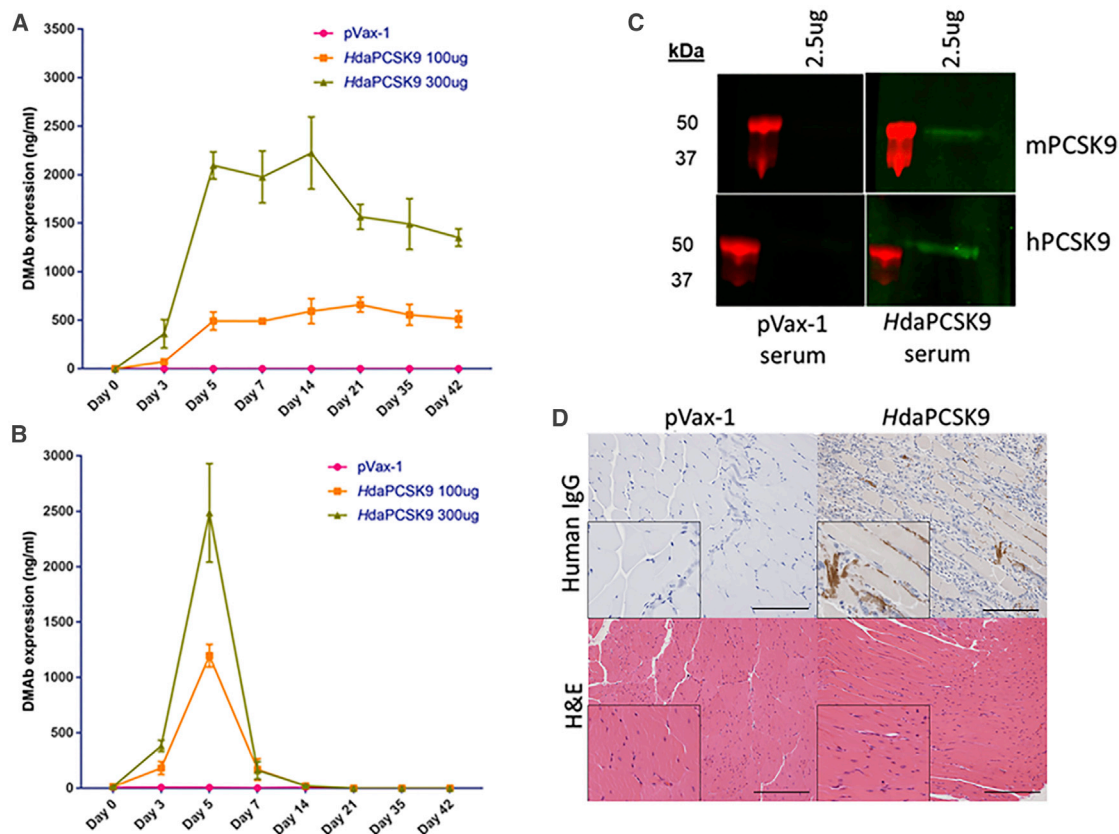 A
3500
3000
2500
2000
1500
1000
500
0
DMAb expression (ng/ml)
pVax-1
HdaPCSK9 100ug
HdaPCSK9 300ug
Day 0
Day 3
Day 5
Day 7
Day 14
Day 21
Day 35
Day 42
B
3000
2500
2000
1500
1000
500
0
DMAb expression (ng/ml)
pVax-1
HdaPCSK9 100ug
HdaPCSK9 300ug
Day 0
Day 3
Day 5
Day 7
Day 14
Day 21
Day 35
Day 42
C
kDa
2.5ug
2.5ug
50
37
mPCSK9
50
37
hPCSK9
pVax-1
serum
HdaPCSK9
serum
D
pVax-1
HdaPCSK9
Human IgG
H&E